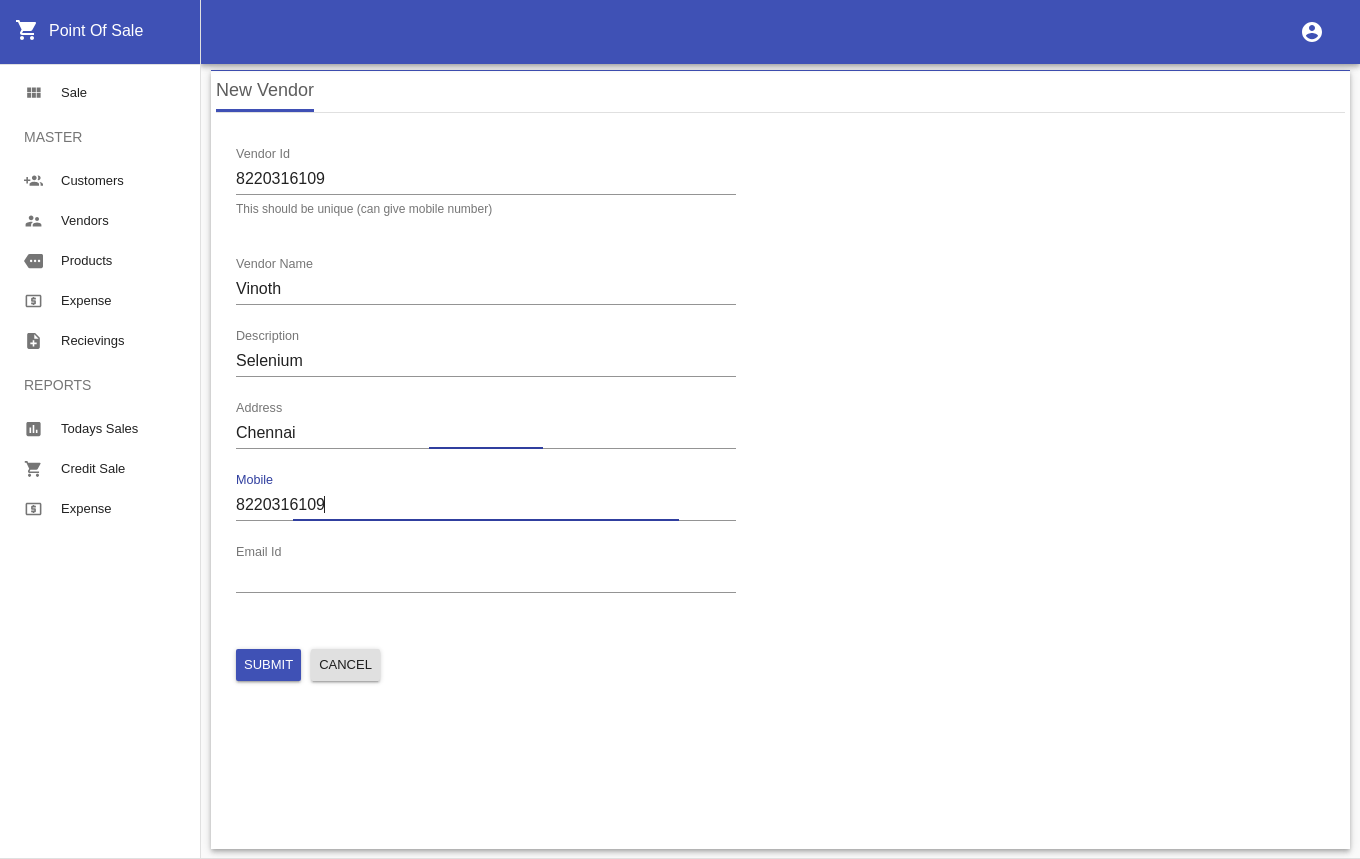 Point Of Sale
Sale
MASTER
Customers
Vendors
Products
Expense
Recievings
REPORTS
Todays Sales
Credit Sale
Expense
New Vendor
Vendor Id
8220316109
This should be unique (can give mobile number)
Vendor Name
Vinoth
Description
Selenium
Address
Chennai
Mobile
8220316109
Email Id
SUBMIT CANCEL